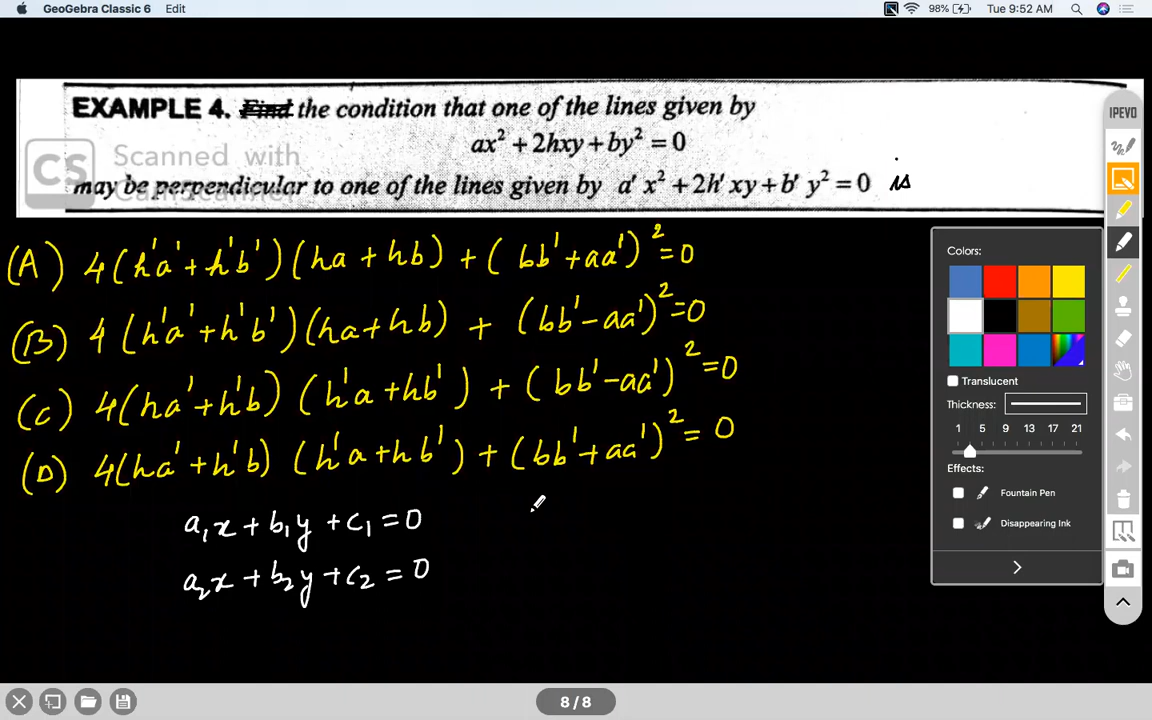 GeoGebra Classic 6 Edit 98% Tue 9:52 AM
EXAMPLE 4. Find the condition that one of the lines given by
ax² + 2hxy + by² = 0
CS Scanned with
may be perpendicular to one of the lines given by a′ x² + 2h′ xy + b′ y² = 0 is
(A) 4(h′a′ + h′b′)(ha + hb) + (bb′ + aa′)² = 0
(B) 4(h′a′ + h′b′)(ha + hb) + (bb′ − aa′)² = 0
(C) 4(ha′ + h′b)(h′a + hb′) + (bb′ − aa′)² = 0
(D) 4(ha′ + h′b)(h′a + hb′) + (bb′ + aa′)² = 0
a₁x + b₁y + c₁ = 0
a₂x + b₂y + c₂ = 0
IPEVO
Colors:
Translucent
Thickness:
1 5 9 13 17 21
Effects:
Fountain Pen
Disappearing Ink
8 / 8